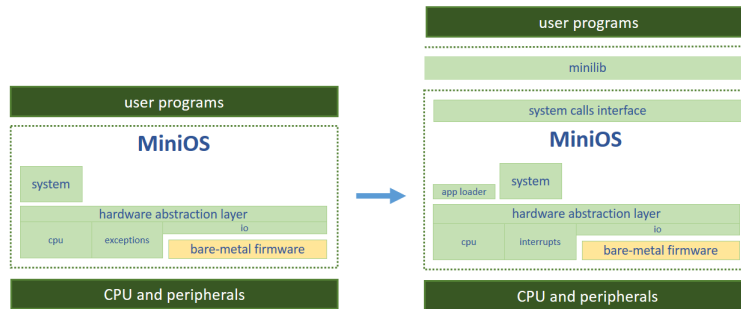 user programs
MiniOS
system
hardware abstraction layer
cpu
exceptions
io
bare-metal firmware
CPU and peripherals
user programs
minilib
system calls interface
MiniOS
app loader
system
hardware abstraction layer
cpu
interrupts
io
bare-metal firmware
CPU and peripherals